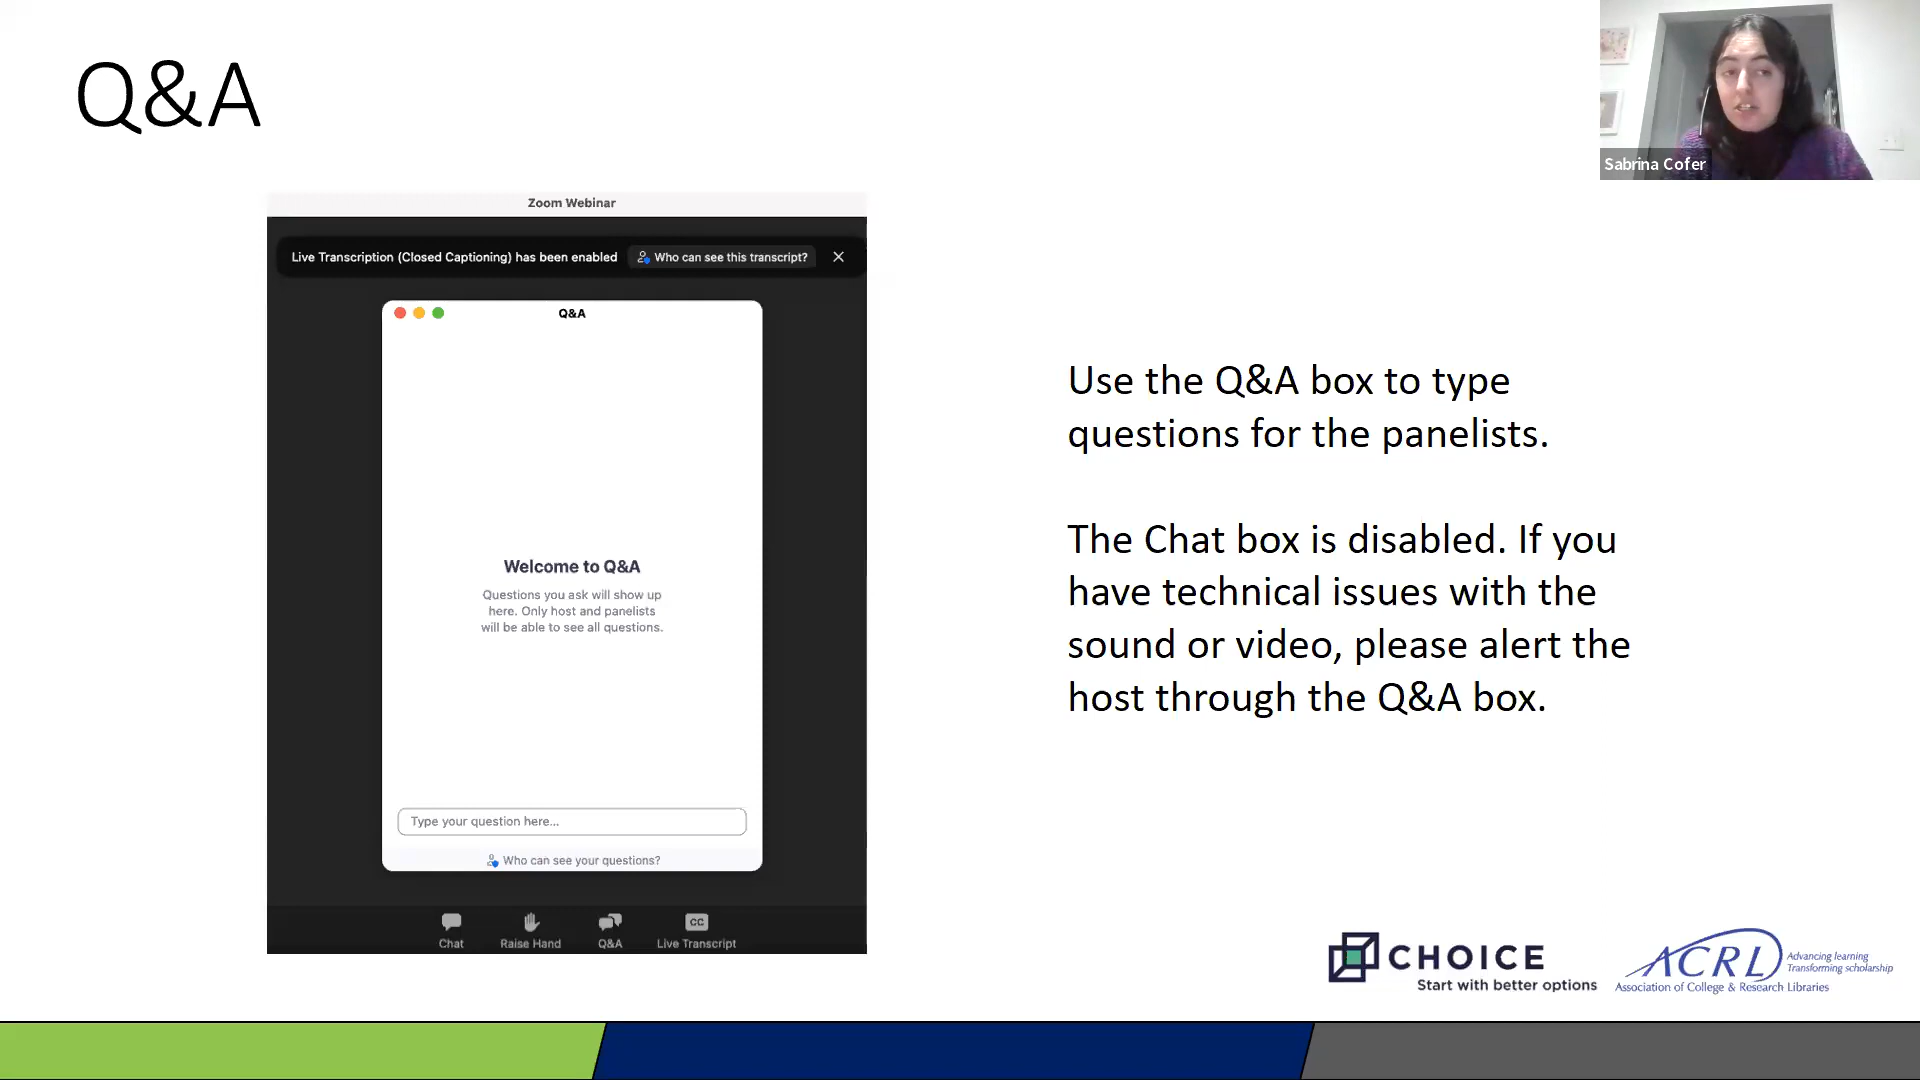 Q&A
Sabrina Cofer
Zoom Webinar
Live Transcription (Closed Captioning) has been enabled
Who can see this transcript?
Q&A
Welcome to Q&A
Questions you ask will show up
here. Only host and panelists
will be able to see all questions.
Type your question here...
Who can see your questions?
Chat
Raise Hand
Q&A
CC
Live Transcript
Use the Q&A box to type
questions for the panelists.
The Chat box is disabled. If you
have technical issues with the
sound or video, please alert the
host through the Q&A box.
CHOICE
Start with better options
ACRL
Advancing learning
Transforming scholarship
Association of College & Research Libraries